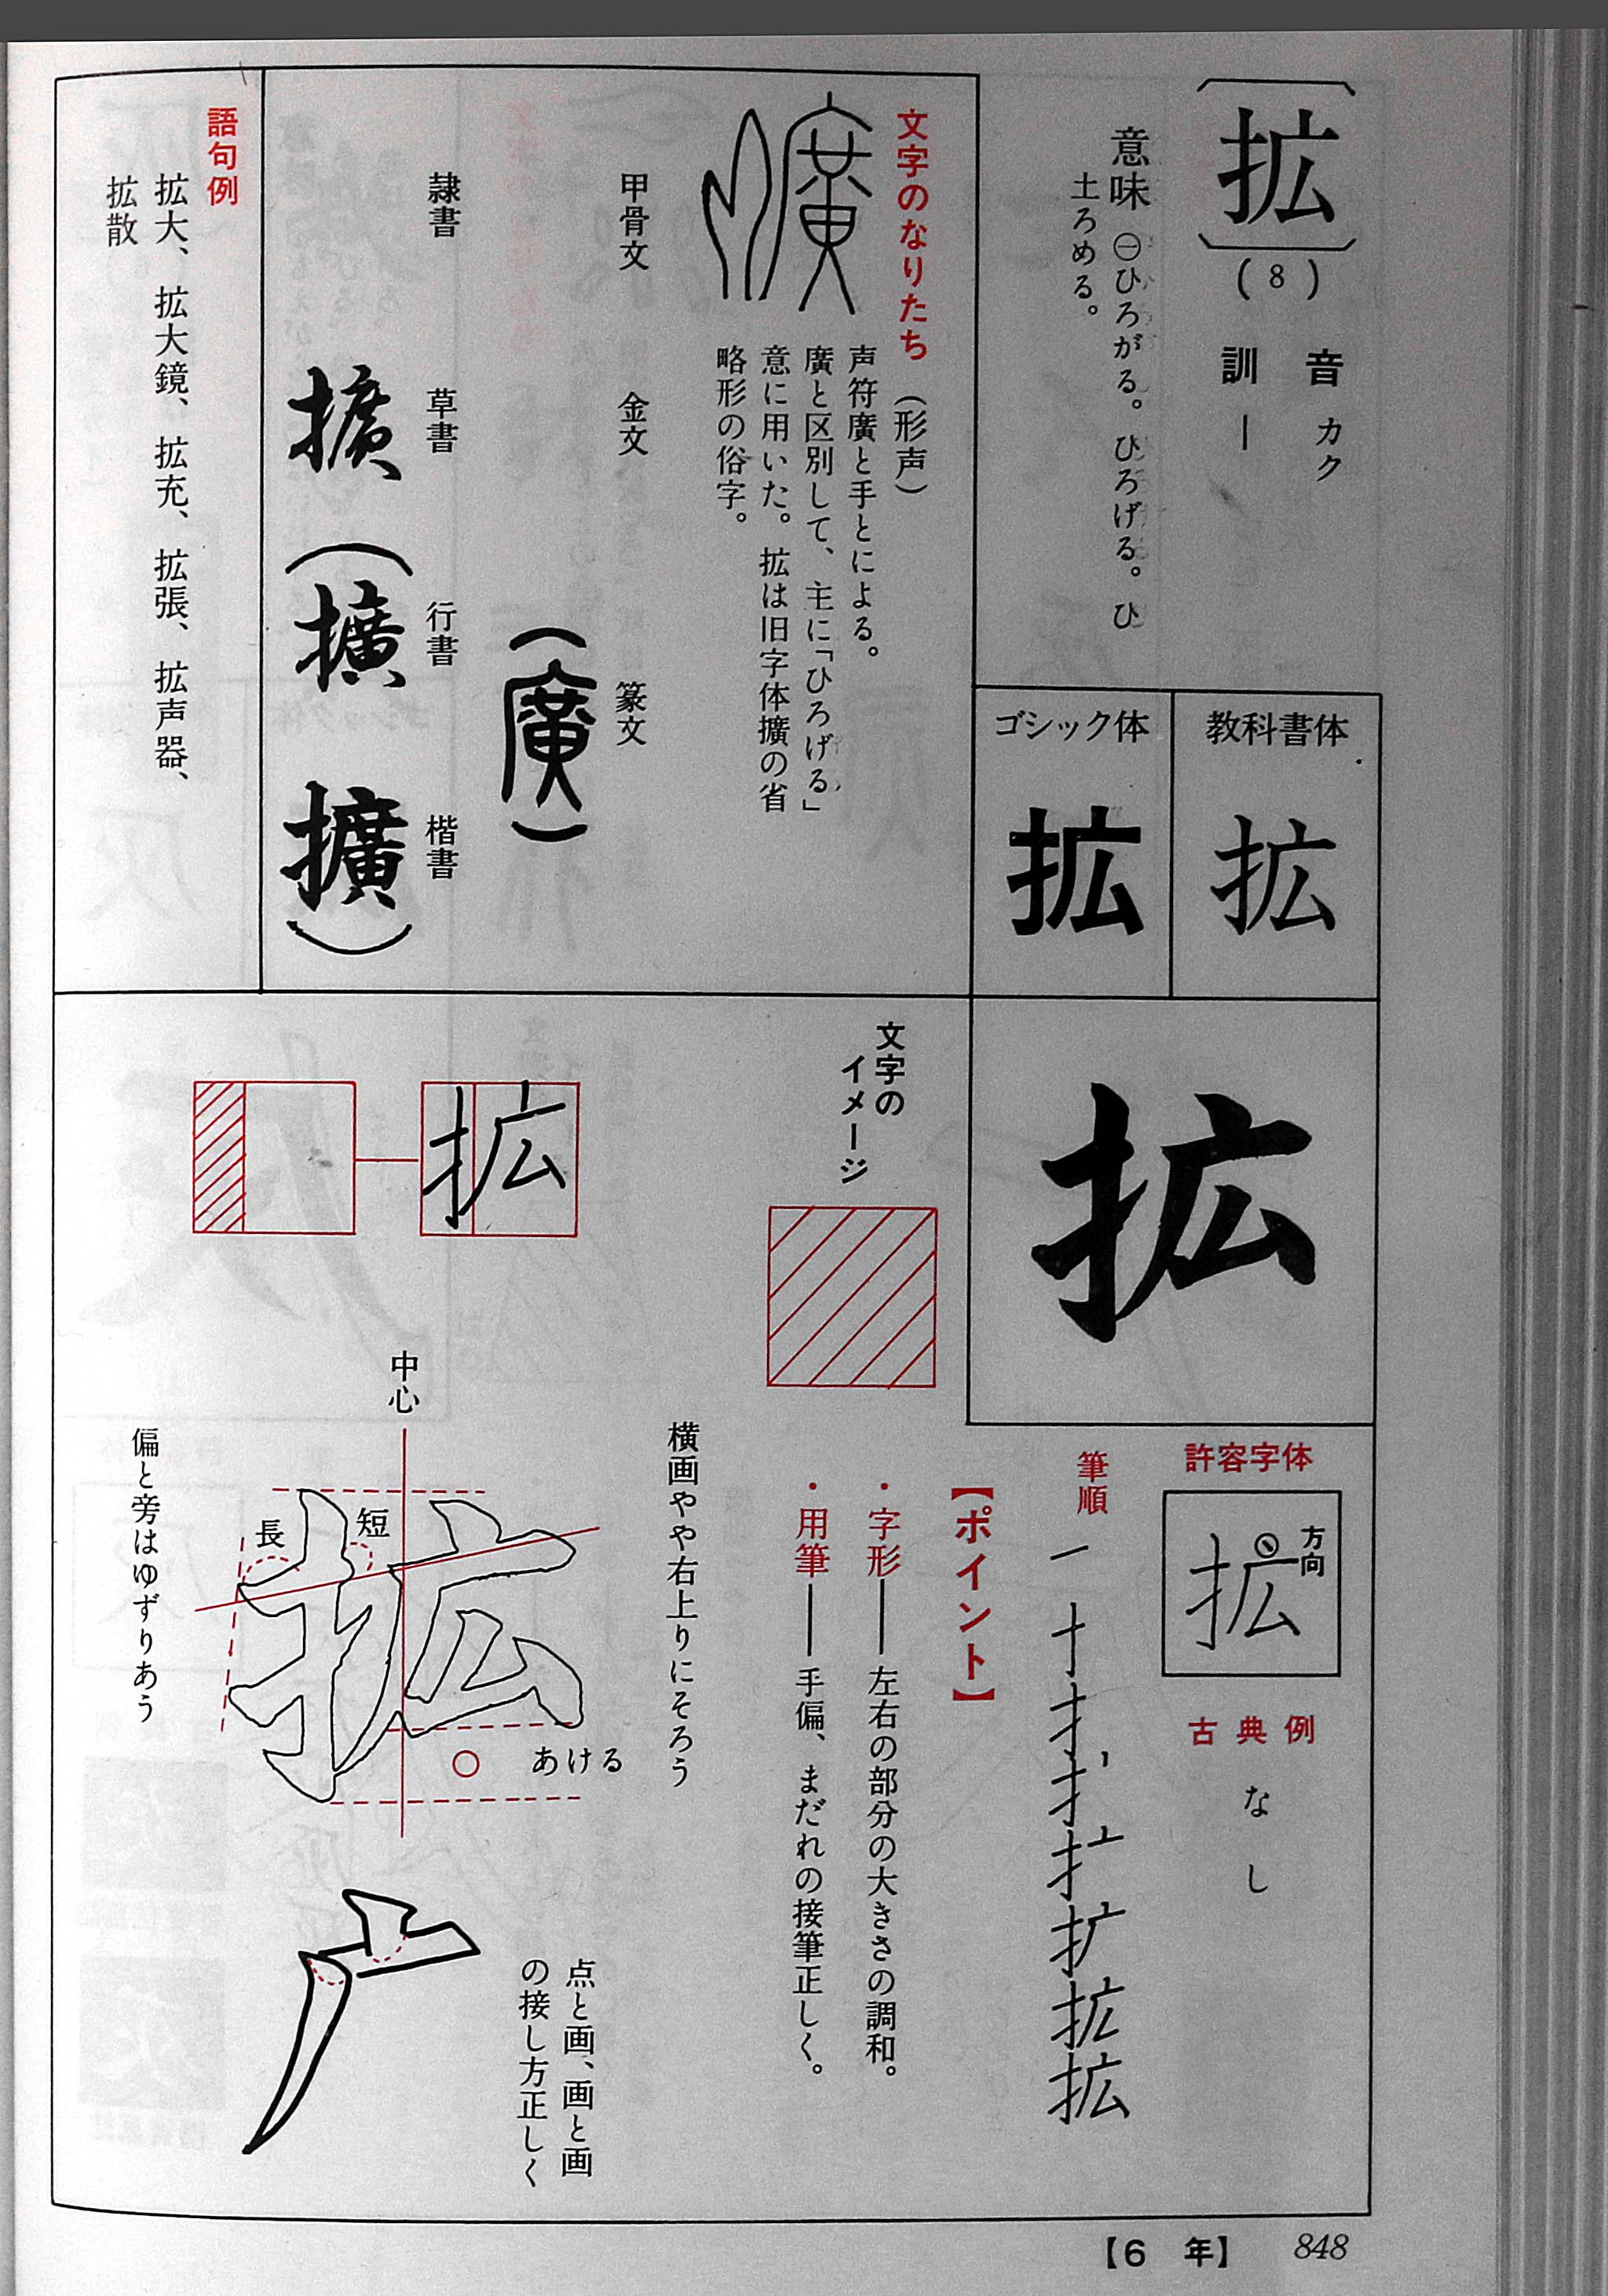 拡
(8)
音 カク
訓 ―
意味 ㊀ひろがる。ひろげる。ひ
土ろめる。
教科書体
拡
ゴシック体
拡
文字のなりたち (形声)
声符廣と手とによる。
廣と区別して、主に「ひろげる」
意に用いた。拡は旧字体擴の省
略形の俗字。
甲骨文
金文
篆文
(廣)
隷書
草書
行書
楷書
擴
(擴
擴)
語句例
拡大、拡大鏡、拡充、拡張、拡声器、
拡散
拡
許容字体
方向
拡
古典例
なし
筆順
拡
【ポイント】
・字形――左右の部分の大きさの調和。
・用筆――手偏、まだれの接筆正しく。
文字の
イメージ
拡
横画やや右上りにそろう
中心
長
短
拡
あける
偏と旁はゆずりあう
点と画、画と画
の接し方正しく
【6 年】
848